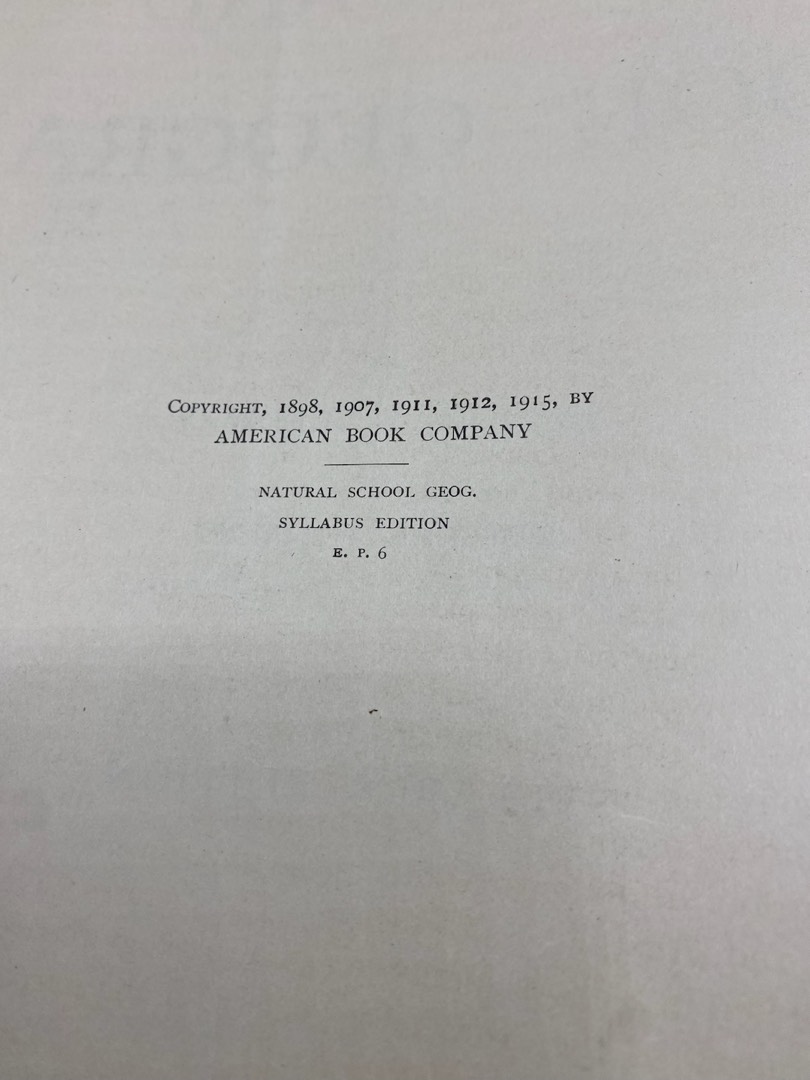 COPYRIGHT, 1898, 1907, 1911, 1912, 1915, BY
AMERICAN BOOK COMPANY
NATURAL SCHOOL GEOG.
SYLLABUS EDITION
E. P. 6